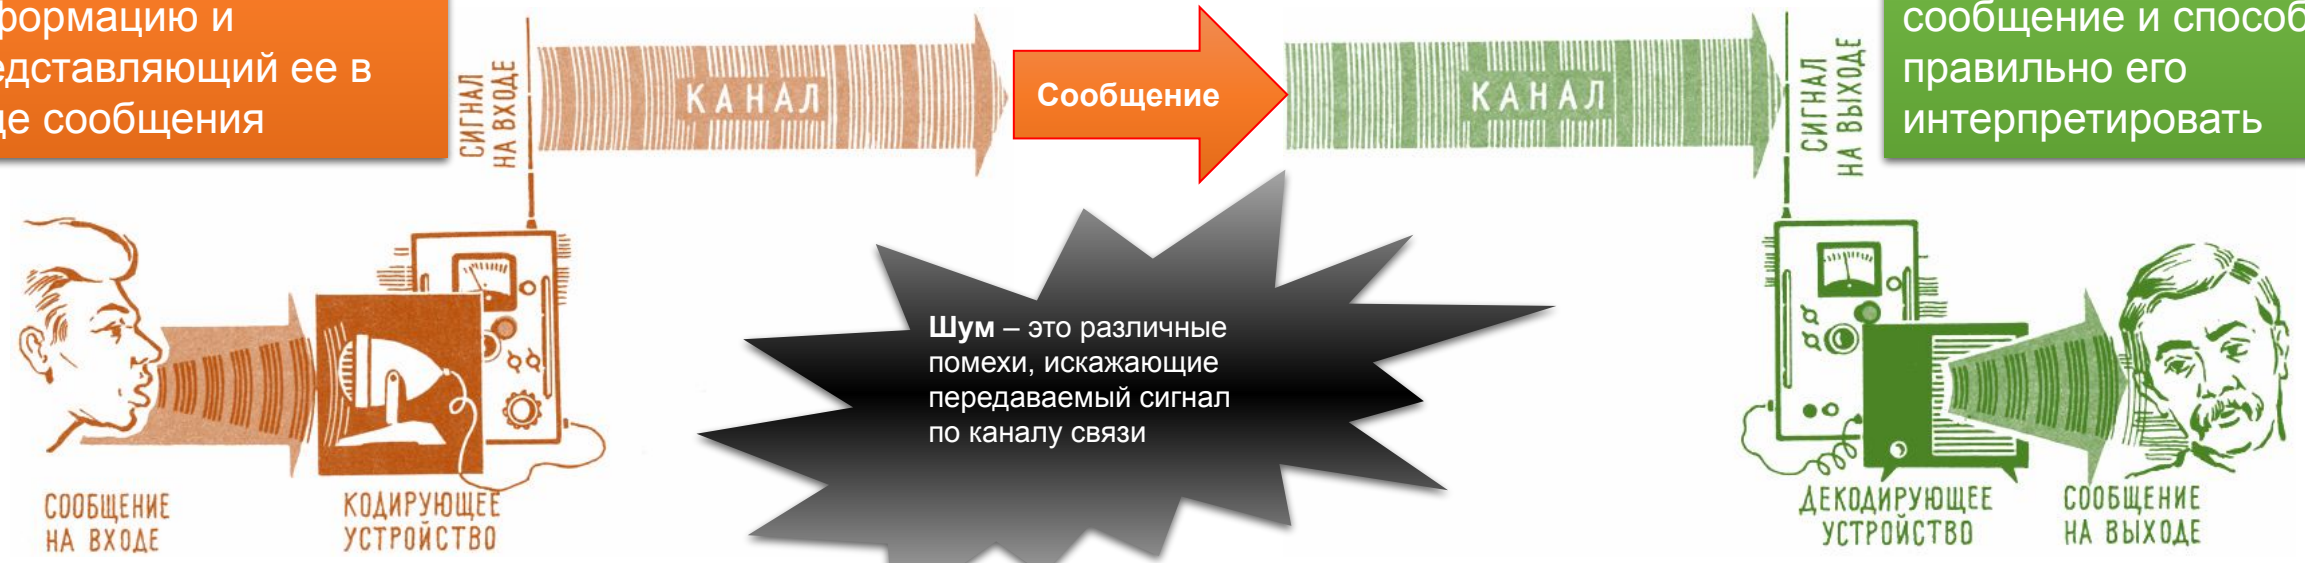 формацию и
едставляющий ее в
де сообщения
СИГНАЛ
НА ВХОДЕ
КАНАЛ
Сообщение
КАНАЛ
СИГНАЛ
НА ВЫХОДЕ
сообщение и способ
правильно его
интерпретировать
Шум – это различные
помехи, искажающие
передаваемый сигнал
по каналу связи
СООБЩЕНИЕ
НА ВХОДЕ
КОДИРУЮЩЕЕ
УСТРОЙСТВО
ДЕКОДИРУЮЩЕЕ
УСТРОЙСТВО
СООБЩЕНИЕ
НА ВЫХОДЕ